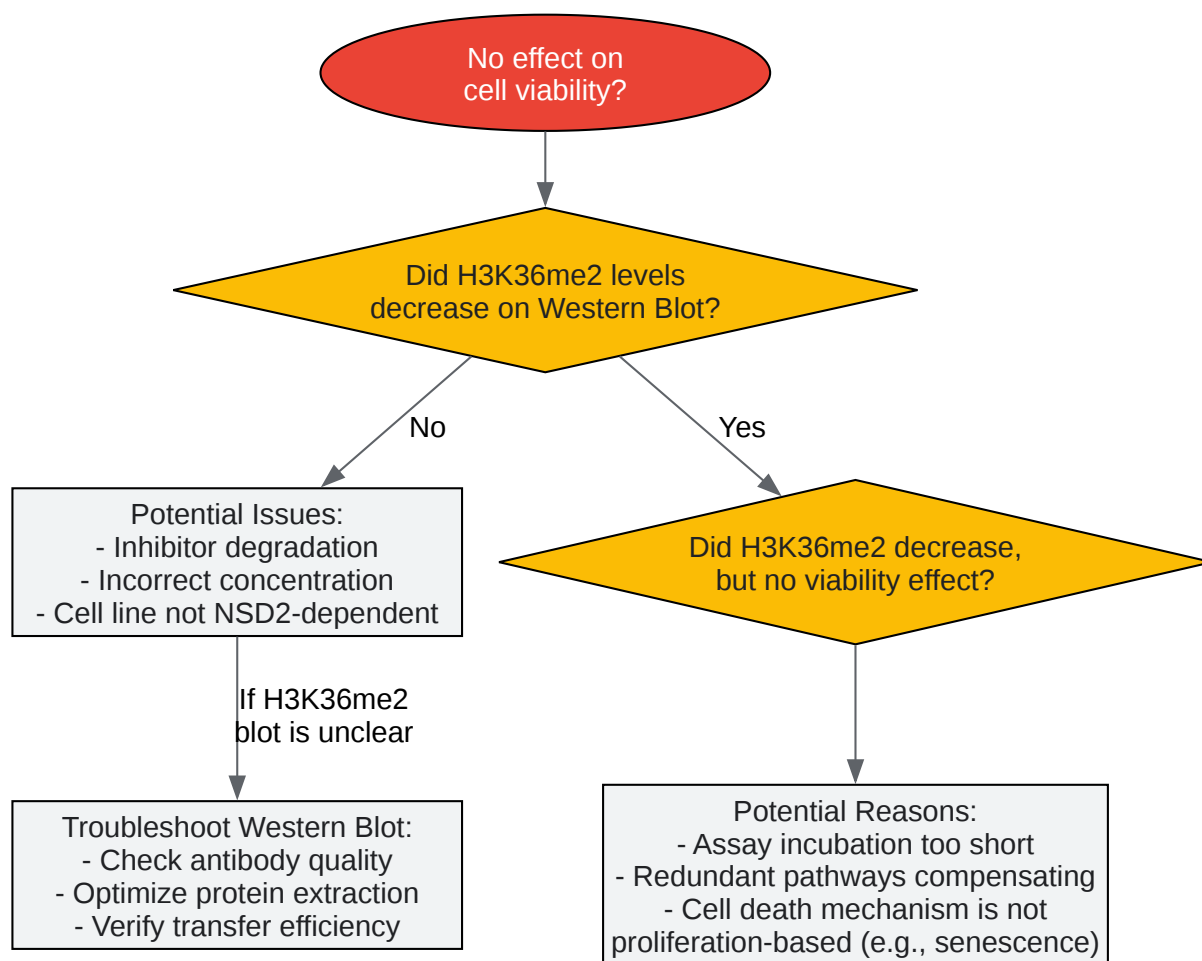 No effect on
cell viability?
Did H3K36me2 levels
decrease on Western Blot?
No
Yes
Potential Issues:
- Inhibitor degradation
- Incorrect concentration
- Cell line not NSD2-dependent
Did H3K36me2 decrease,
but no viability effect?
If H3K36me2
blot is unclear
Troubleshoot Western Blot:
- Check antibody quality
- Optimize protein extraction
- Verify transfer efficiency
Potential Reasons:
- Assay incubation too short
- Redundant pathways compensating
- Cell death mechanism is not
proliferation-based (e.g., senescence)